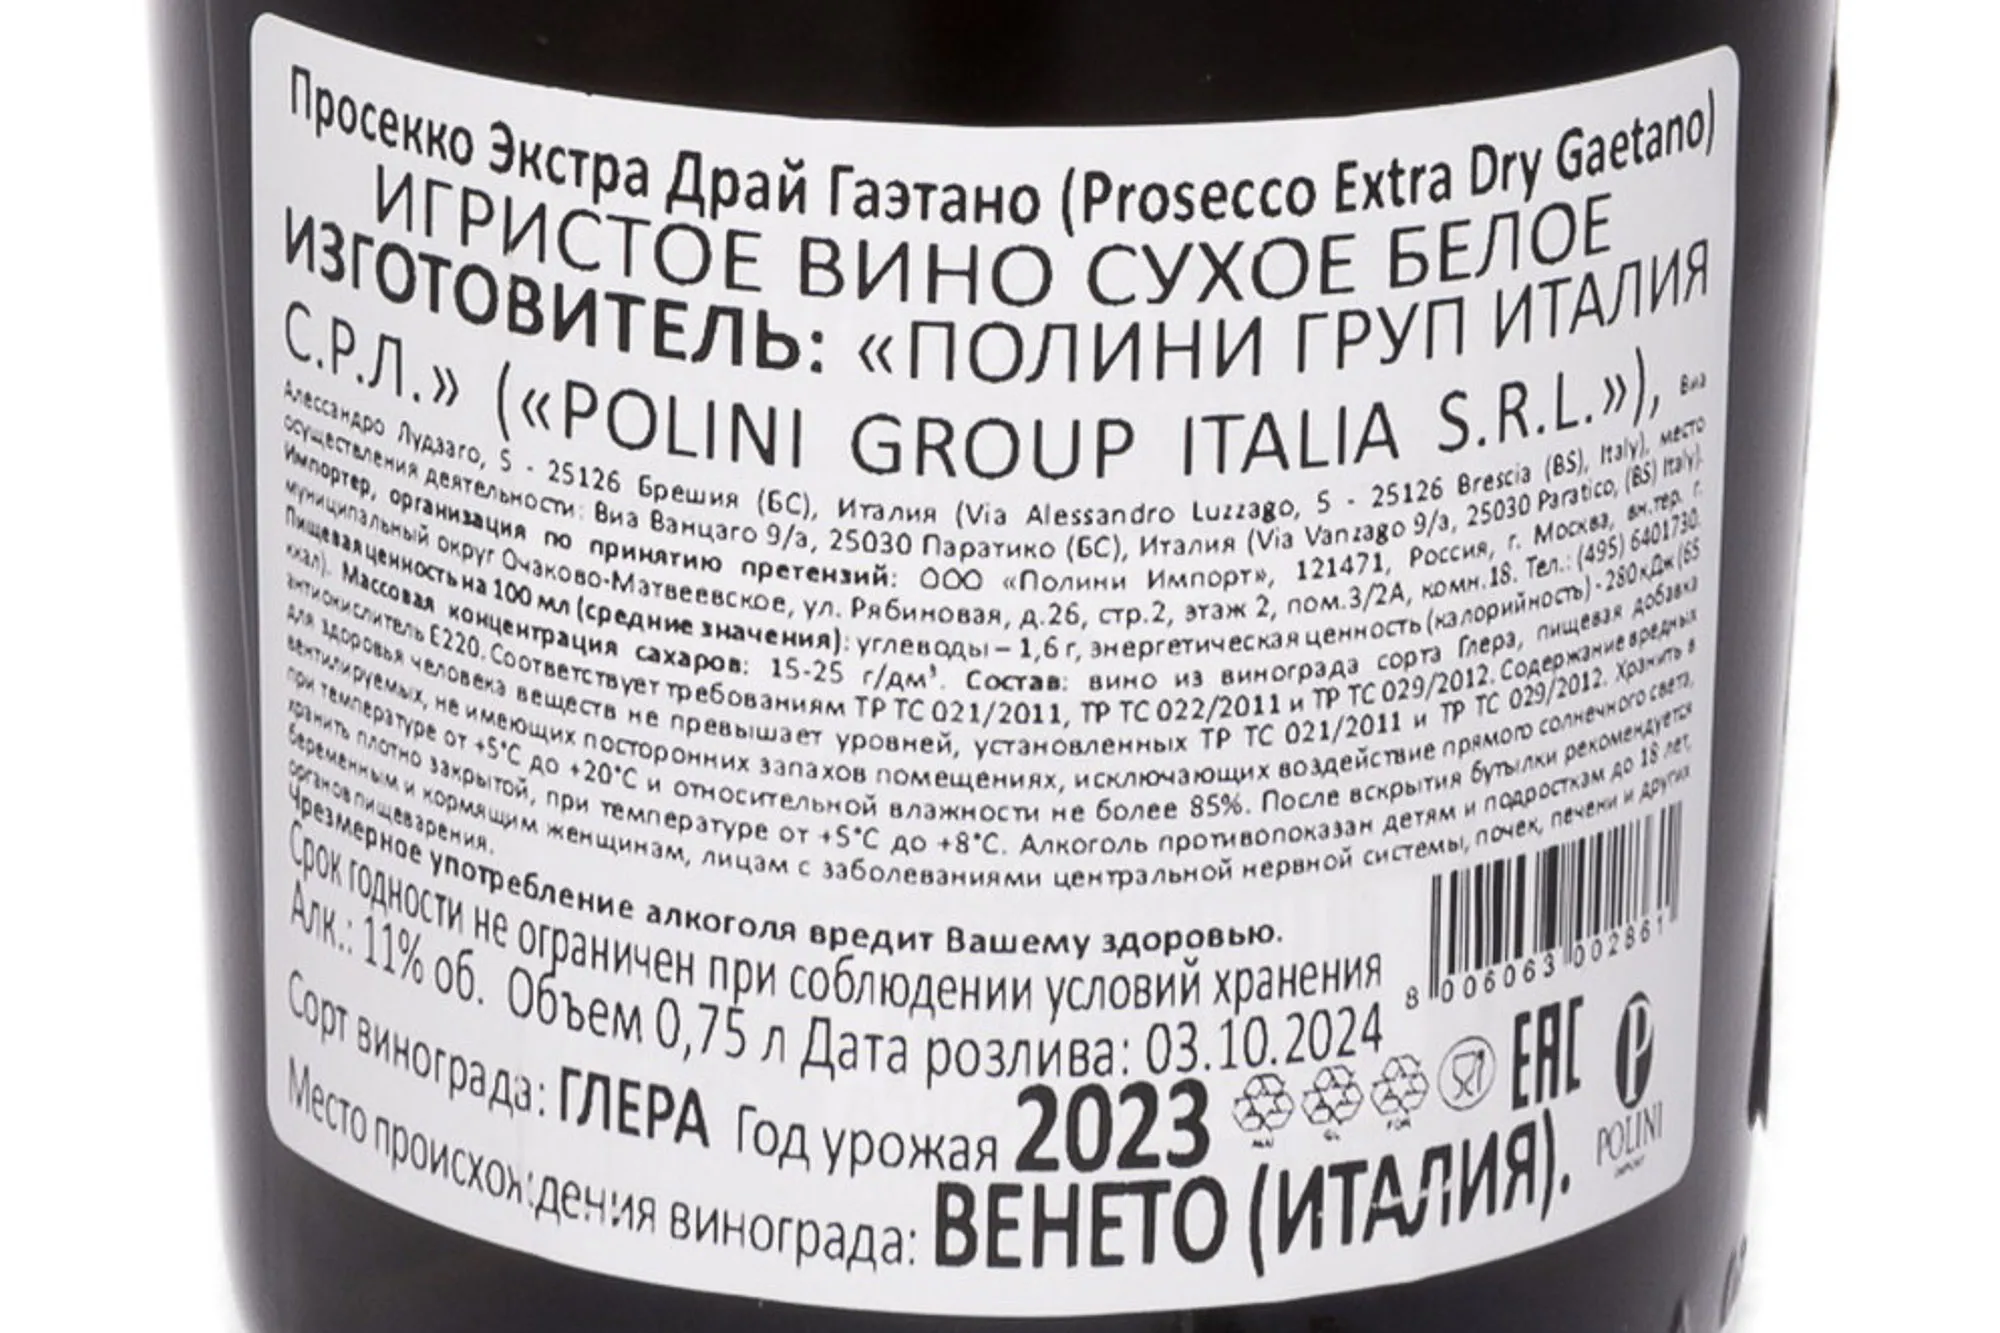 Просекко Экстра Драй Гаэтано (Prosecco Extra Dry Gaetano)
ИГРИСТОЕ ВИНО СУХОЕ БЕЛОЕ
ИЗГОТОВИТЕЛЬ: «ПОЛИНИ ГРУП ИТАЛИЯ
С.Р.Л.» («POLINI GROUP ITALIA S.R.L.»), Виа
Алессандро Лудзаго, 5 - 25126 Брешия (БС), Италия (Via Alessandro Luzzago, 5 - 25126 Brescia (BS), Italy), место
осуществления деятельности: Виа Ванцаго 9/а, 25030 Паратико (БС), Италия (Via Vanzago 9/a, 25030 Paratico, (BS) Italy).
Импортер, организация по принятию претензий: ООО «Полини Импорт», 121471, Россия, г. Москва, вн.тер. г.
муниципальный округ Очаково-Матвеевское, ул. Рябиновая, д.26, стр.2, этаж 2, пом.3/2А, комн.18. Тел.: (495) 6401730.
Пищевая ценность на 100 мл (средние значения): углеводы – 1,6 г, энергетическая ценность (калорийность) - 280кДж (65
ккал). Массовая концентрация сахаров: 15-25 г/дм³. Состав: вино из винограда сорта Глера, пищевая добавка
антиокислитель Е220. Соответствует требованиям ТР ТС 021/2011, ТР ТС 022/2011 и ТР ТС 029/2012. Содержание вредных
для здоровья человека веществ не превышает уровней, установленных ТР ТС 021/2011 и ТР ТС 029/2012. Хранить в
вентилируемых, не имеющих посторонних запахов помещениях, исключающих воздействие прямого солнечного света,
при температуре от +5°С до +20°С и относительной влажности не более 85%. После вскрытия бутылки рекомендуется
хранить плотно закрытой, при температуре от +5°С до +8°С. Алкоголь противопоказан детям и подросткам до 18 лет,
беременным и кормящим женщинам, лицам с заболеваниями центральной нервной системы, почек, печени и других
органов пищеварения.
Чрезмерное употребление алкоголя вредит Вашему здоровью.
Срок годности не ограничен при соблюдении условий хранения
8 006063 002861
Алк.: 11% об. Объем 0,75 л Дата розлива: 03.10.2024
Сорт винограда: ГЛЕРА Год урожая 2023
EAC
POLINI
IMPORT
Место происхождения винограда: ВЕНЕТО (ИТАЛИЯ).